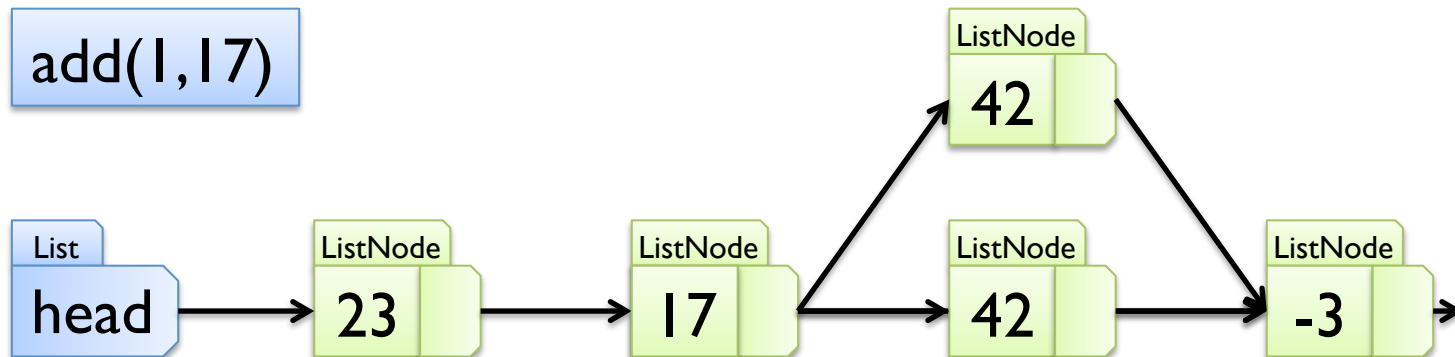 add(1,17)
ListNode
42
List
head
ListNode
23
ListNode
17
ListNode
42
ListNode
-3